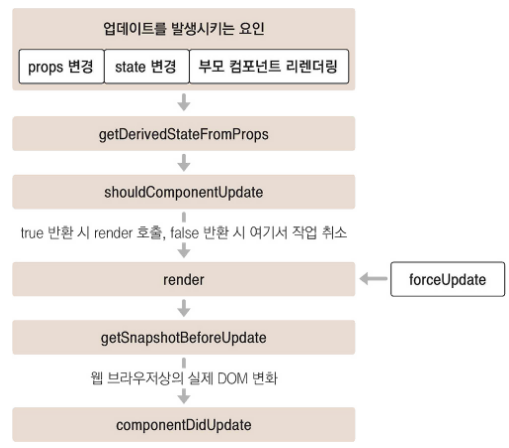 업데이트를 발생시키는 요인
props 변경 state 변경 부모 컴포넌트 리렌더링
getDerivedStateFromProps
shouldComponentUpdate
true 반환 시 render 호출, false 반환 시 여기서 작업 취소
render forceUpdate
getSnapshotBeforeUpdate
웹 브라우저상의 실제 DOM 변화
componentDidUpdate